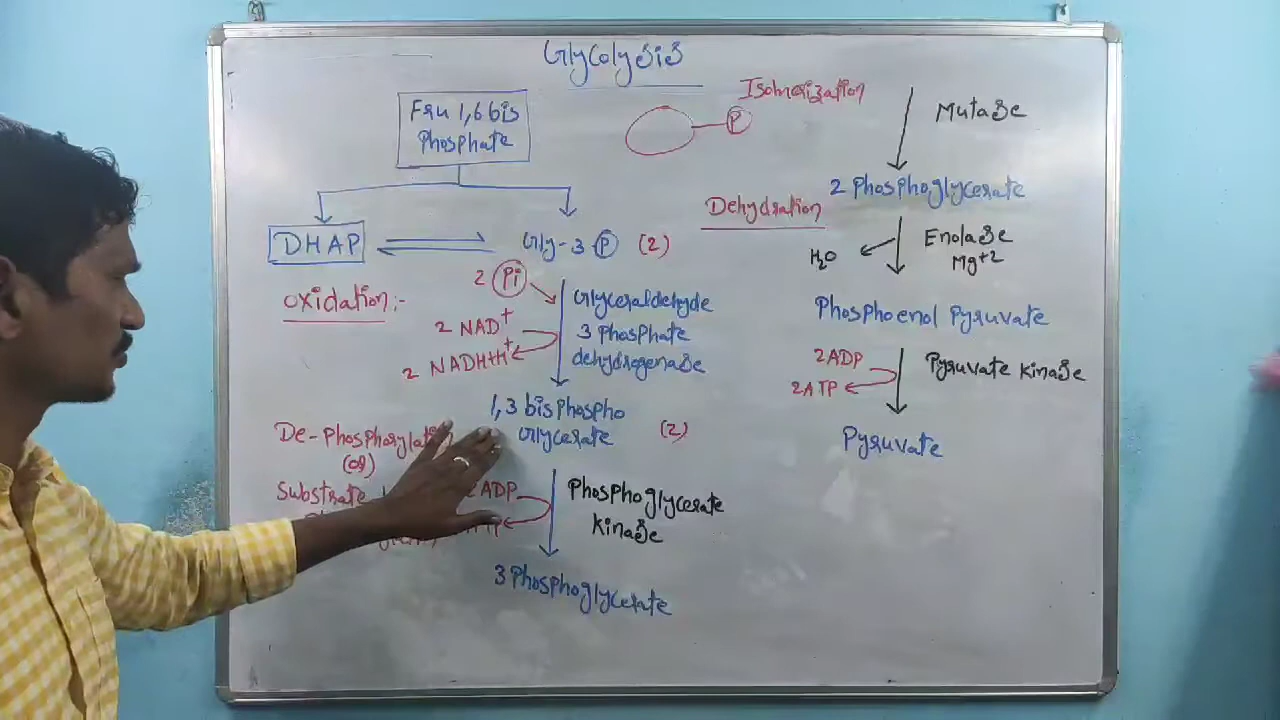 Glycolysis
Fru 1,6 bis
Phosphate
DHAP
Gly-3 P (2)
Oxidation:-
2 Pi
2 NAD+
2 NADH+H+
Glyceraldehyde
3 Phosphate
dehydrogenase
1,3 bisphospho
Glycerate (2)
De-Phosphorylation
(or)
Substrate
2 ADP
Phosphoglycerate
Kinase
3 Phosphoglycerate
Isomerization
P
Mutase
2 Phosphoglycerate
Dehydration
H2O
Enolase
Mg+2
Phosphoenol Pyruvate
2ADP
2ATP
Pyruvate Kinase
Pyruvate